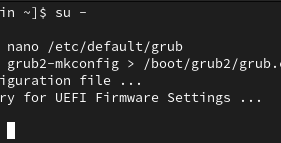 in ~]$ su -
nano /etc/default/grub
grub2-mkconfig > /boot/grub2/grub.
iguration file ...
ry for UEFI Firmware Settings ...